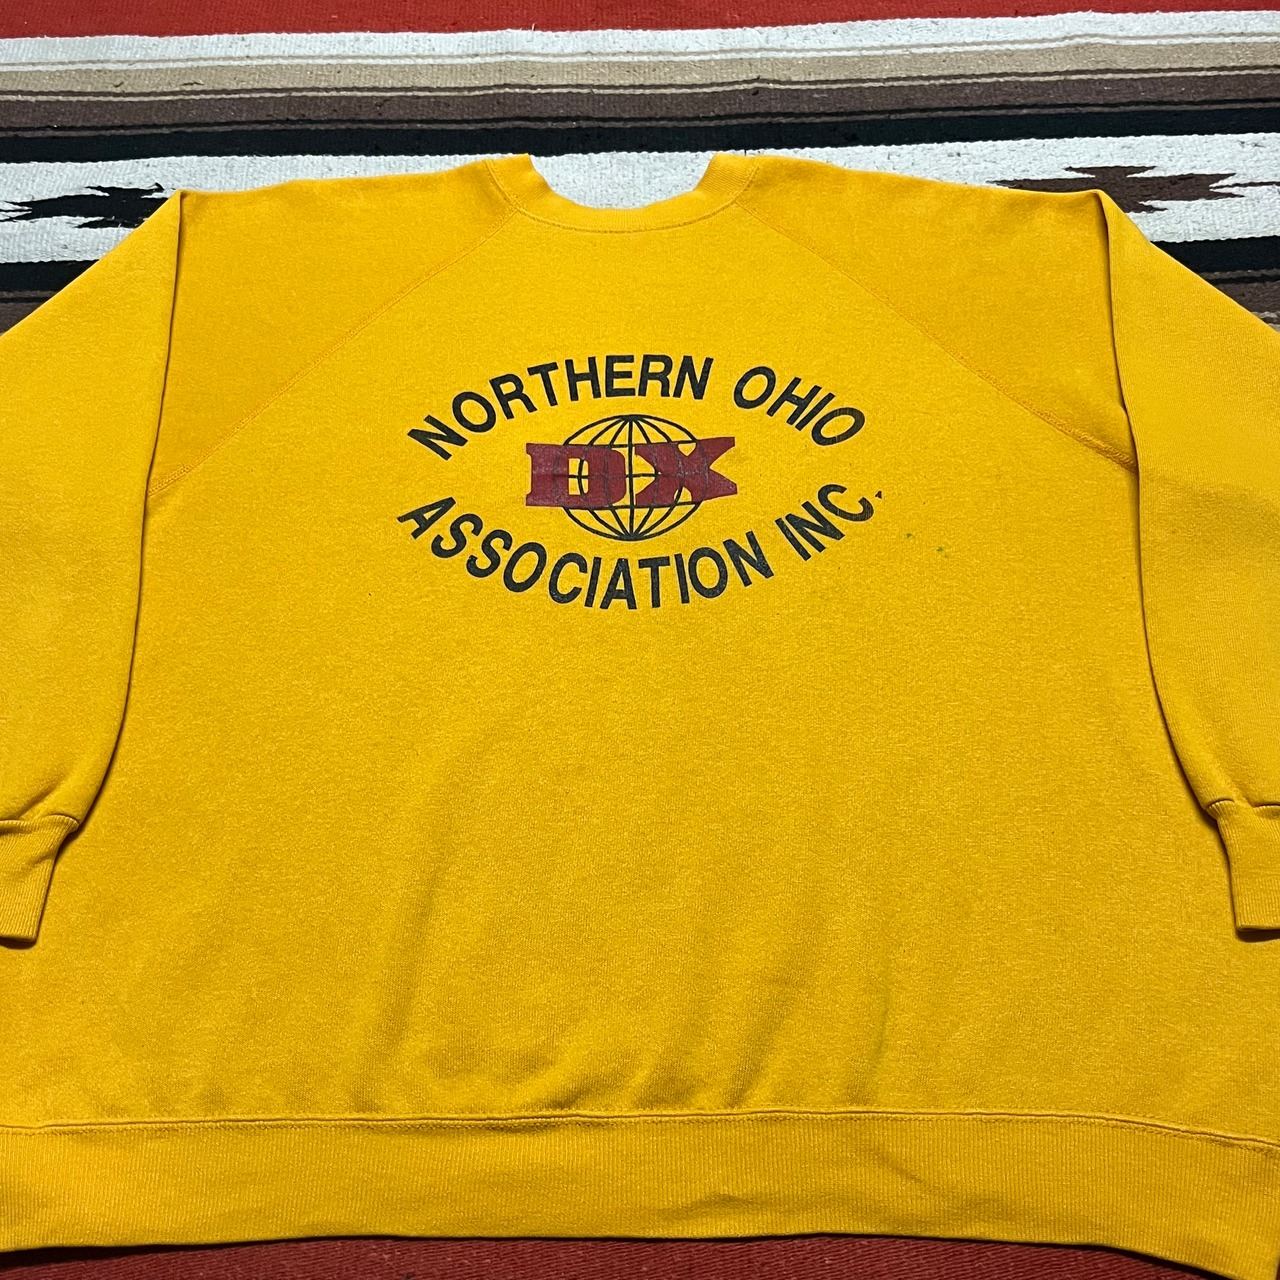 NORTHERN OHIO
DX
ASSOCIATION INC.